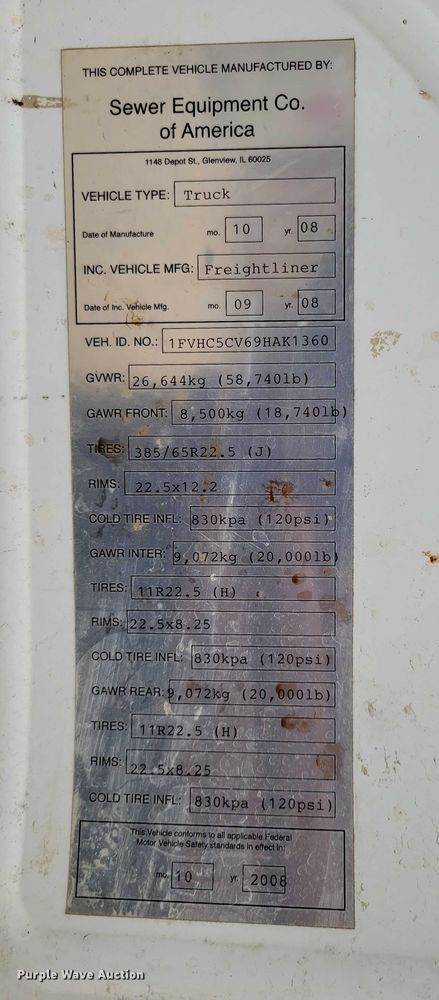 THIS COMPLETE VEHICLE MANUFACTURED BY:
Sewer Equipment Co.
of America
1148 Depot St., Glenview, IL 60025
VEHICLE TYPE: Truck
Date of Manufacture mo. 10 yr. 08
INC. VEHICLE MFG: Freightliner
Date of Inc. Vehicle Mfg. mo. 09 yr. 08
VEH. ID. NO.: 1FVHC5CV69HAK1360
GVWR: 26,644kg (58,740lb)
GAWR FRONT: 8,500kg (18,740lb)
TIRES: 385/65R22.5 (J)
RIMS: 22.5x12.2
COLD TIRE INFL: 830kpa (120psi)
GAWR INTER: 9,072kg (20,000lb)
TIRES: 11R22.5 (H)
RIMS: 22.5x8.25
COLD TIRE INFL: 830kpa (120psi)
GAWR REAR: 9,072kg (20,000lb)
TIRES: 11R22.5 (H)
RIMS: 22.5x8.25
COLD TIRE INFL: 830kpa (120psi)
This Vehicle conforms to all applicable Federal
Motor Vehicle Safety standards in effect in:
mo. 10 yr. 2008
Purple Wave Auction